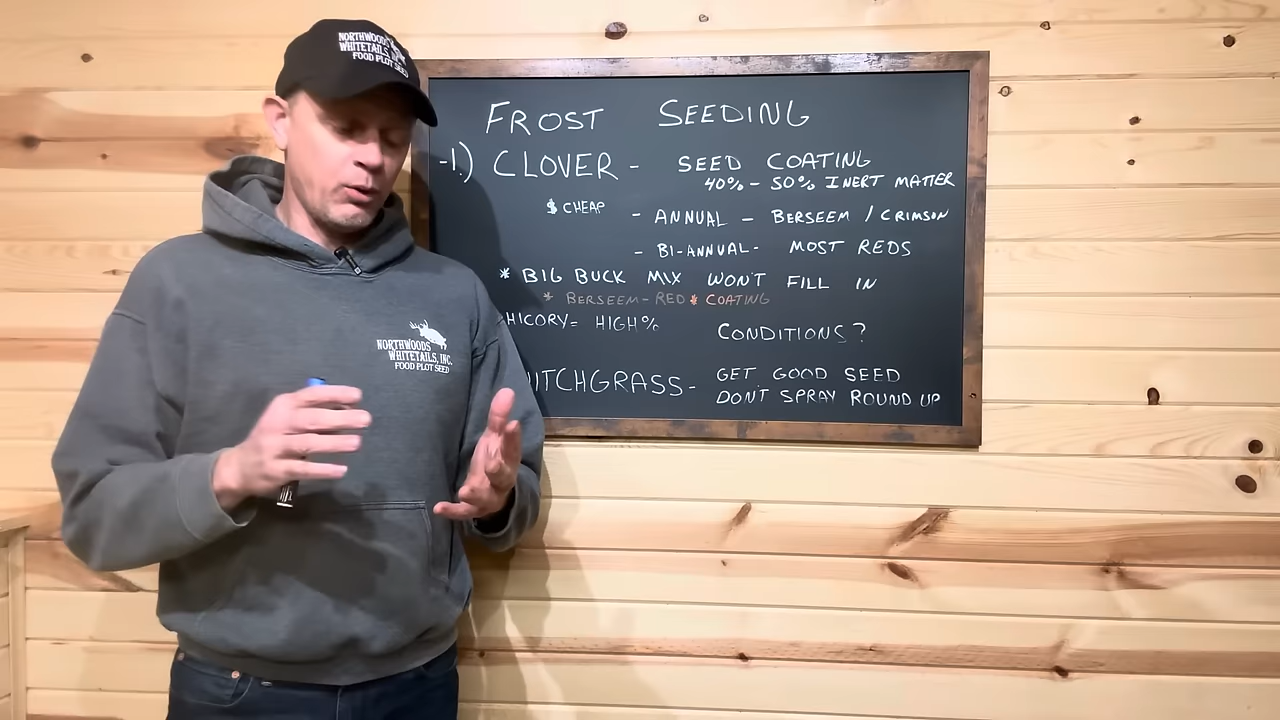 NORTHWOODS
WHITETAILS, INC.
FOOD PLOT SEED
FROST SEEDING
-1.) CLOVER - SEED COATING
40% - 50% INERT MATTER
$ CHEAP
- ANNUAL - BERSEEM / CRIMSON
- BI-ANNUAL - MOST REDS
* BIG BUCK MIX WON'T FILL IN
* BERSEEM - RED * COATING
HICORY = HIGH %
CONDITIONS?
ITCHGRASS - GET GOOD SEED
DON'T SPRAY ROUND UP
NORTHWOODS
WHITETAILS, INC.
FOOD PLOT SEED